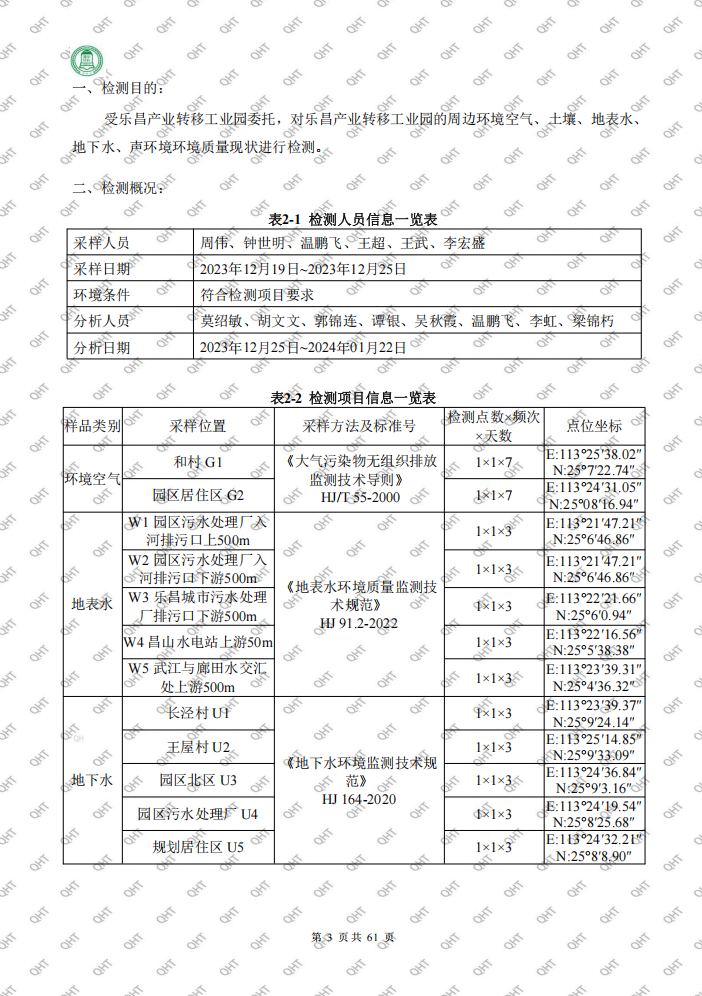 一、检测目的:
受乐昌产业转移工业园委托，对乐昌产业转移工业园的周边环境空气、土壤、地表水、
地下水、声环境环境质量现状进行检测。
二、检测概况:
表2-1 检测人员信息一览表
采样人员 周伟、钟世明、温鹏飞、王超、王武、李宏盛
采样日期 2023年12月19日~2023年12月25日
环境条件 符合检测项目要求
分析人员 莫绍敏、胡文文、郭锦连、谭银、吴秋霞、温鹏飞、李虹、梁锦杤
分析日期 2023年12月25日~2024年01月22日
表2-2 检测项目信息一览表
样品类别 采样位置 采样方法及标准号 检测点数×频次
×天数 点位坐标
环境空气 和村 G1 《大气污染物无组织排放
监测技术导则》
HJ/T 55-2000 1×1×7 E:113°25′38.02″
N:25°7′22.74″
园区居住区 G2 1×1×7 E:113°24′31.05″
N:25°08′16.94″
地表水 W1 园区污水处理厂入
河排污口上500m 《地表水环境质量监测技
术规范》
HJ 91.2-2022 1×1×3 E:113°21′47.21″
N:25°6′46.86″
W2 园区污水处理厂入
河排污口下游500m 1×1×3 E:113°21′47.21″
N:25°6′46.86″
W3 乐昌城市污水处理
厂排污口下游500m 1×1×3 E:113°22′21.66″
N:25°6′0.94″
W4 昌山水电站上游50m 1×1×3 E:113°22′16.56″
N:25°5′38.38″
W5 武江与廊田水交汇
处上游500m 1×1×3 E:113°23′39.31″
N:25°4′36.32″
地下水 长泾村 U1 《地下水环境监测技术规
范》
HJ 164-2020 1×1×3 E:113°23′39.37″
N:25°9′24.14″
王屋村 U2 1×1×3 E:113°25′14.85″
N:25°9′33.09″
园区北区 U3 1×1×3 E:113°24′36.84″
N:25°9′3.16″
园区污水处理厂 U4 1×1×3 E:113°24′19.54″
N:25°8′25.68″
规划居住区 U5 1×1×3 E:113°24′32.21″
N:25°8′8.90″
第 3 页 共 61 页